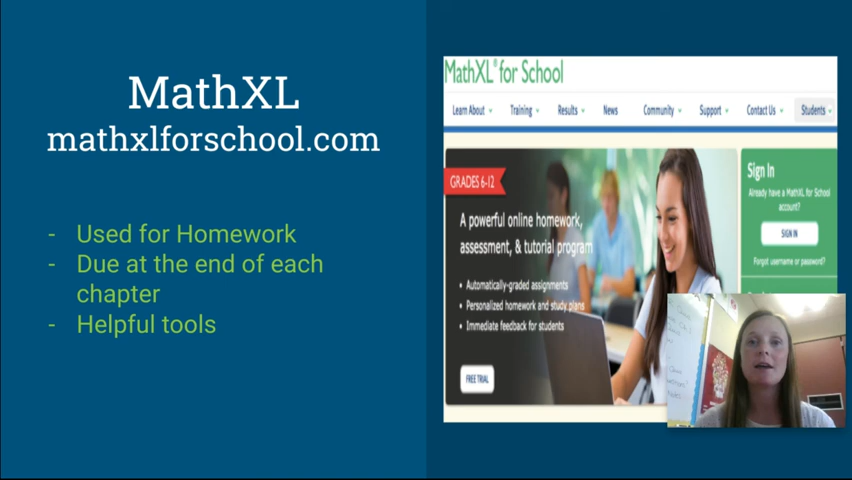 MathXL
mathxlforschool.com
- Used for Homework
- Due at the end of each
chapter
- Helpful tools
MathXL® for School
Learn About Training Results News Community Support Contact Us Students
GRADES 6-12
A powerful online homework,
assessment, & tutorial program
• Automatically-graded assignments
• Personalized homework and study plans
• Immediate feedback for students
FREE TRIAL
Sign In
Already have a MathXL for School
account?
SIGN IN
Forgot username or password?